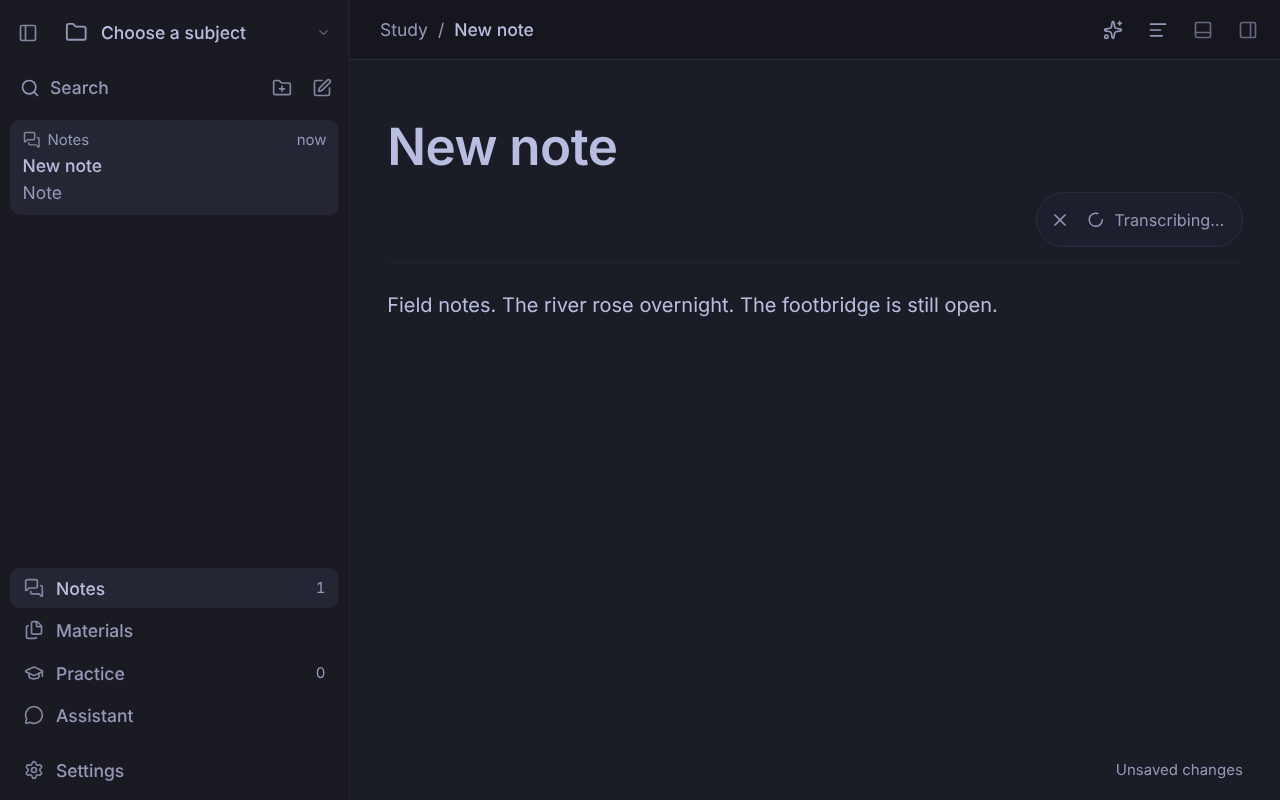 Choose a subject
Search
Notes now
New note
Note
Notes 1
Materials
Practice 0
Assistant
Settings
Study / New note
New note
Transcribing...
Field notes. The river rose overnight. The footbridge is still open.
Unsaved changes